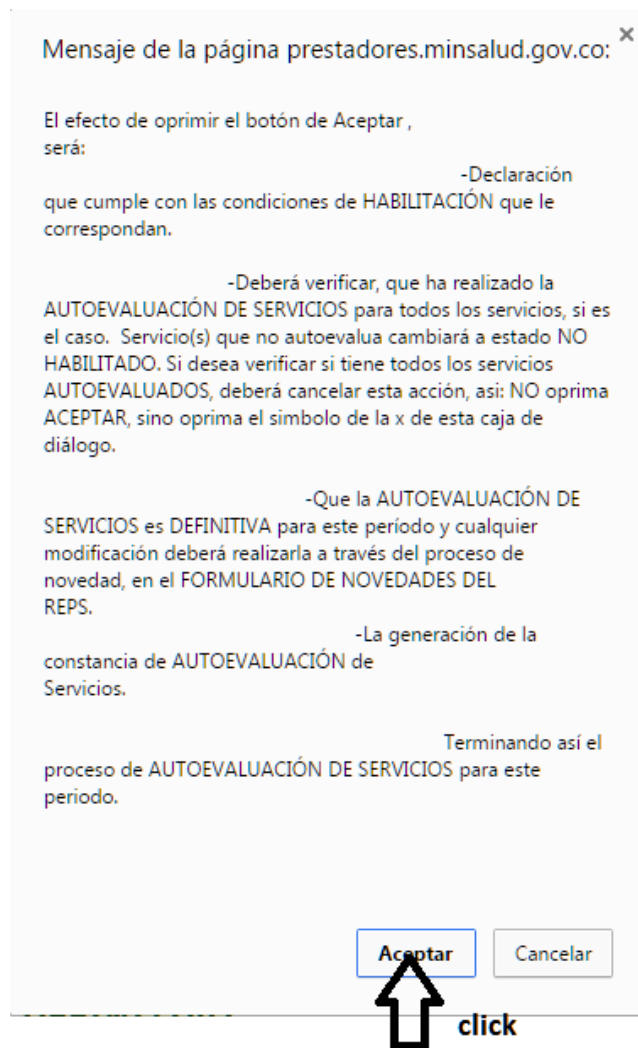 Mensaje de la página prestadores.minsalud.gov.co:
×
El efecto de oprimir el botón de Aceptar ,
será:
-Declaración
que cumple con las condiciones de HABILITACIÓN que le
correspondan.
-Deberá verificar, que ha realizado la
AUTOEVALUACIÓN DE SERVICIOS para todos los servicios, si es
el caso. Servicio(s) que no autoevalua cambiará a estado NO
HABILITADO. Si desea verificar si tiene todos los servicios
AUTOEVALUADOS, deberá cancelar esta acción, asi: NO oprima
ACEPTAR, sino oprima el simbolo de la x de esta caja de
diálogo.
-Que la AUTOEVALUACIÓN DE
SERVICIOS es DEFINITIVA para este período y cualquier
modificación deberá realizarla a través del proceso de
novedad, en el FORMULARIO DE NOVEDADES DEL
REPS.
-La generación de la
constancia de AUTOEVALUACIÓN de
Servicios.
Terminando así el
proceso de AUTOEVALUACIÓN DE SERVICIOS para este
periodo.
Aceptar Cancelar
click